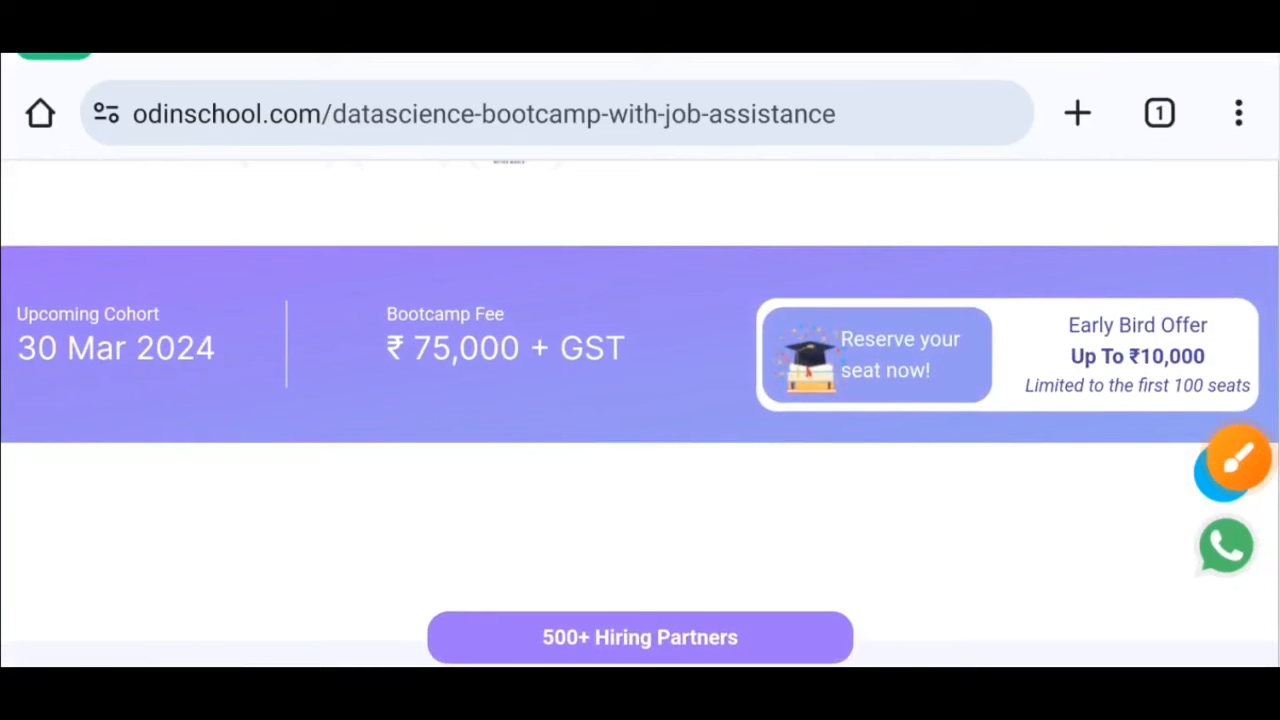 odinschool.com/datascience-bootcamp-with-job-assistance
1
Upcoming Cohort
30 Mar 2024
Bootcamp Fee
₹ 75,000 + GST
Reserve your
seat now!
Early Bird Offer
Up To ₹10,000
Limited to the first 100 seats
500+ Hiring Partners